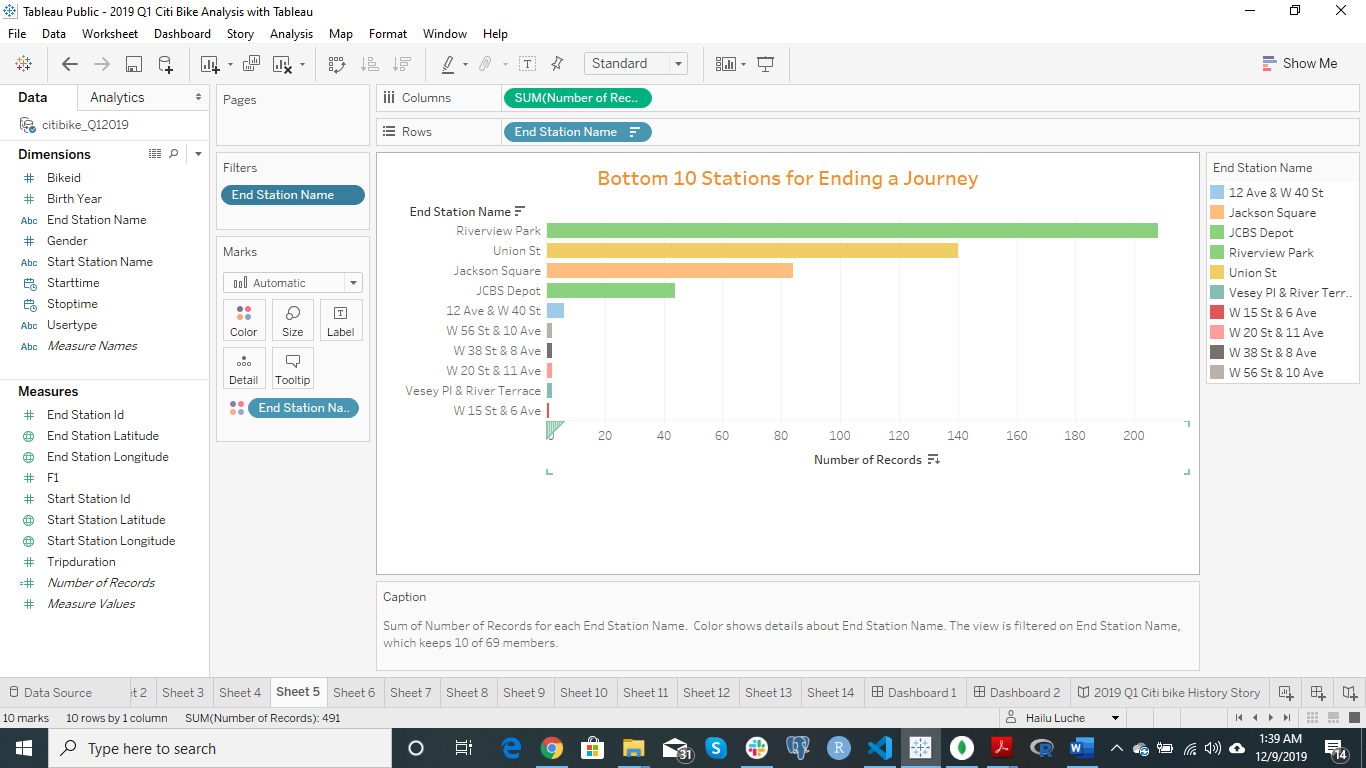 Tableau Public - 2019 Q1 Citi Bike Analysis with Tableau
File Data Worksheet Dashboard Story Analysis Map Format Window Help
Standard
Show Me
Data Analytics
citibike_Q12019
Dimensions
Bikeid
Birth Year
Abc End Station Name
Gender
Abc Start Station Name
Starttime
Stoptime
Abc Usertype
Abc Measure Names
Measures
End Station Id
End Station Latitude
End Station Longitude
F1
Start Station Id
Start Station Latitude
Start Station Longitude
Tripduration
Number of Records
Measure Values
Pages
Filters
End Station Name
Marks
Automatic
Color Size Label
Detail Tooltip
End Station Na..
Columns SUM(Number of Rec..
Rows End Station Name
Bottom 10 Stations for Ending a Journey
End Station Name
Riverview Park
Union St
Jackson Square
JCBS Depot
12 Ave & W 40 St
W 56 St & 10 Ave
W 38 St & 8 Ave
W 20 St & 11 Ave
Vesey Pl & River Terrace
W 15 St & 6 Ave
0 20 40 60 80 100 120 140 160 180 200
Number of Records
End Station Name
12 Ave & W 40 St
Jackson Square
JCBS Depot
Riverview Park
Union St
Vesey Pl & River Terr..
W 15 St & 6 Ave
W 20 St & 11 Ave
W 38 St & 8 Ave
W 56 St & 10 Ave
Caption
Sum of Number of Records for each End Station Name. Color shows details about End Station Name. The view is filtered on End Station Name,
which keeps 10 of 69 members.
Data Source t 2 Sheet 3 Sheet 4 Sheet 5 Sheet 6 Sheet 7 Sheet 8 Sheet 9 Sheet 10 Sheet 11 Sheet 12 Sheet 13 Sheet 14 Dashboard 1 Dashboard 2 2019 Q1 Citi bike History Story
10 marks 10 rows by 1 column SUM(Number of Records): 491
Hailu Luche
Type here to search
31
1:39 AM
12/9/2019
14